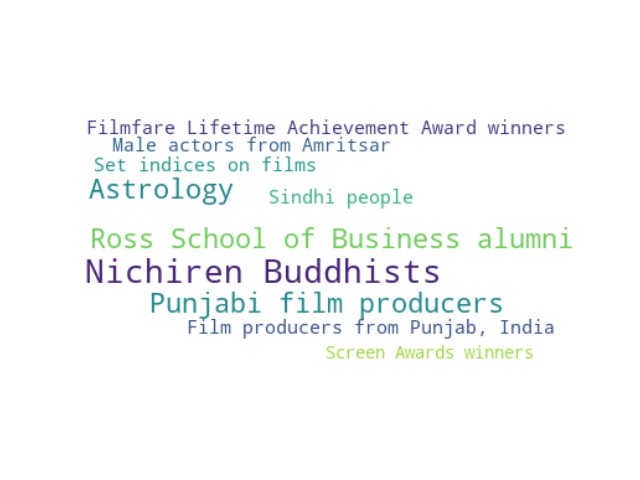 Filmfare Lifetime Achievement Award winners
Male actors from Amritsar
Set indices on films
Astrology
Sindhi people
Ross School of Business alumni
Nichiren Buddhists
Punjabi film producers
Film producers from Punjab, India
Screen Awards winners